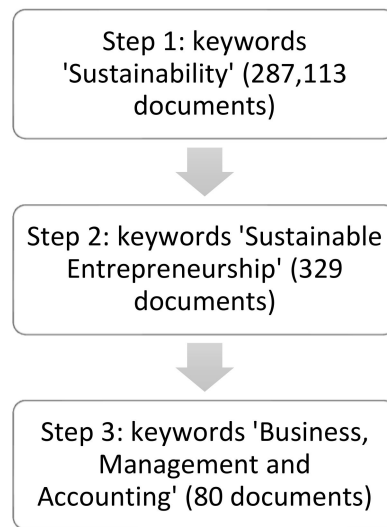 Step 1: keywords
'Sustainability' (287,113
documents)
Step 2: keywords 'Sustainable
Entrepreneurship' (329
documents)
Step 3: keywords 'Business,
Management and
Accounting' (80 documents)